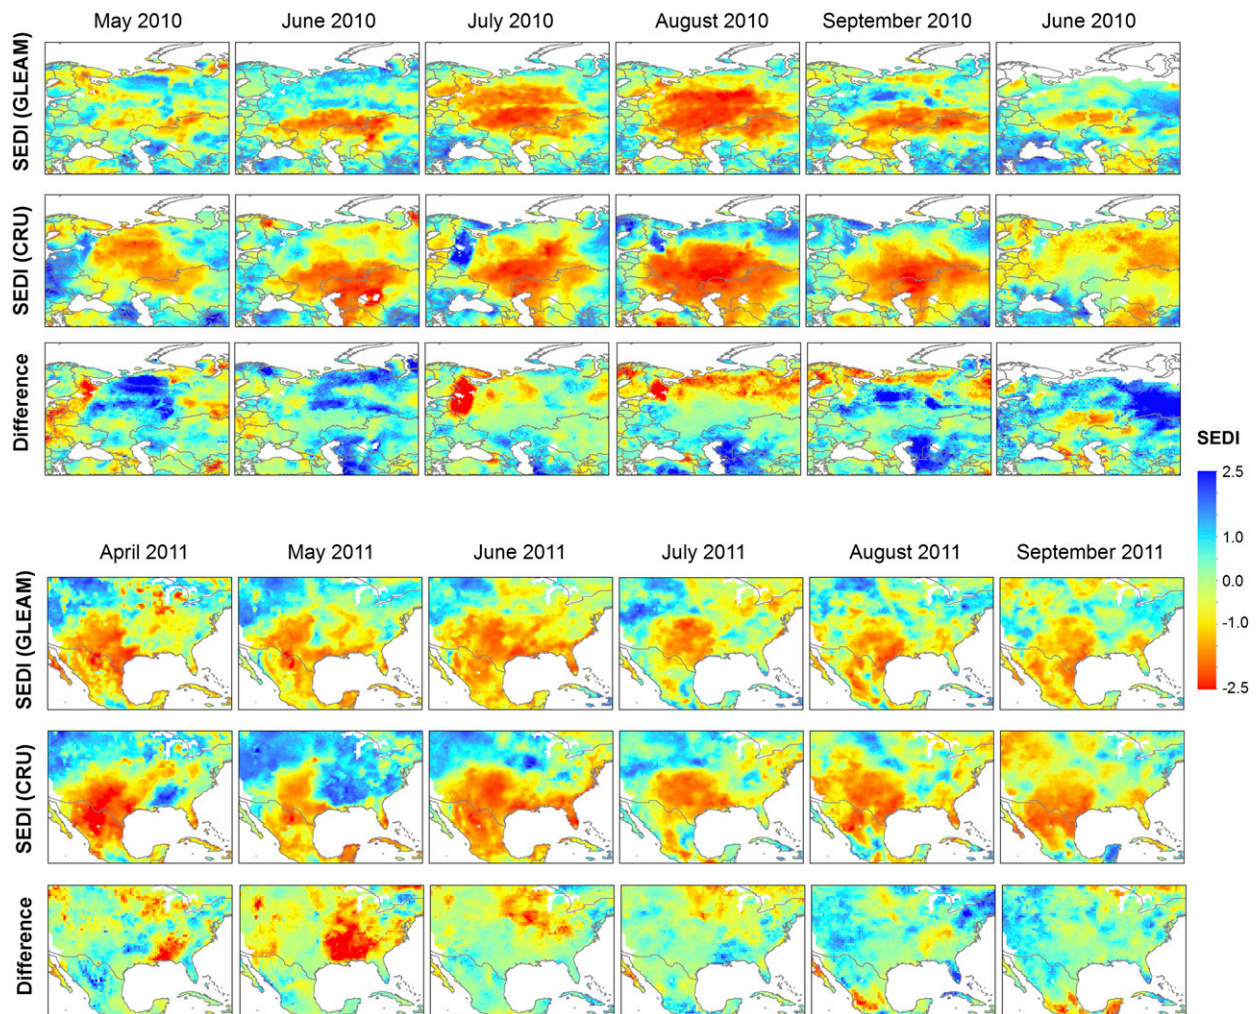 May 2010 June 2010 July 2010 August 2010 September 2010 June 2010
SEDI (GLEAM)
SEDI (CRU)
Difference
SEDI
2.5
1.0
0.0
-1.0
-2.5
April 2011 May 2011 June 2011 July 2011 August 2011 September 2011
SEDI (GLEAM)
SEDI (CRU)
Difference